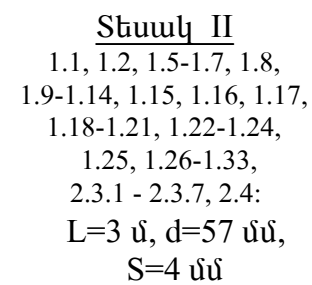 Տեսակ II
1.1, 1.2, 1.5-1.7, 1.8,
1.9-1.14, 1.15, 1.16, 1.17,
1.18-1.21, 1.22-1.24,
1.25, 1.26-1.33,
2.3.1 - 2.3.7, 2.4:
L=3 մ, d=57 մմ,
S=4 մմ